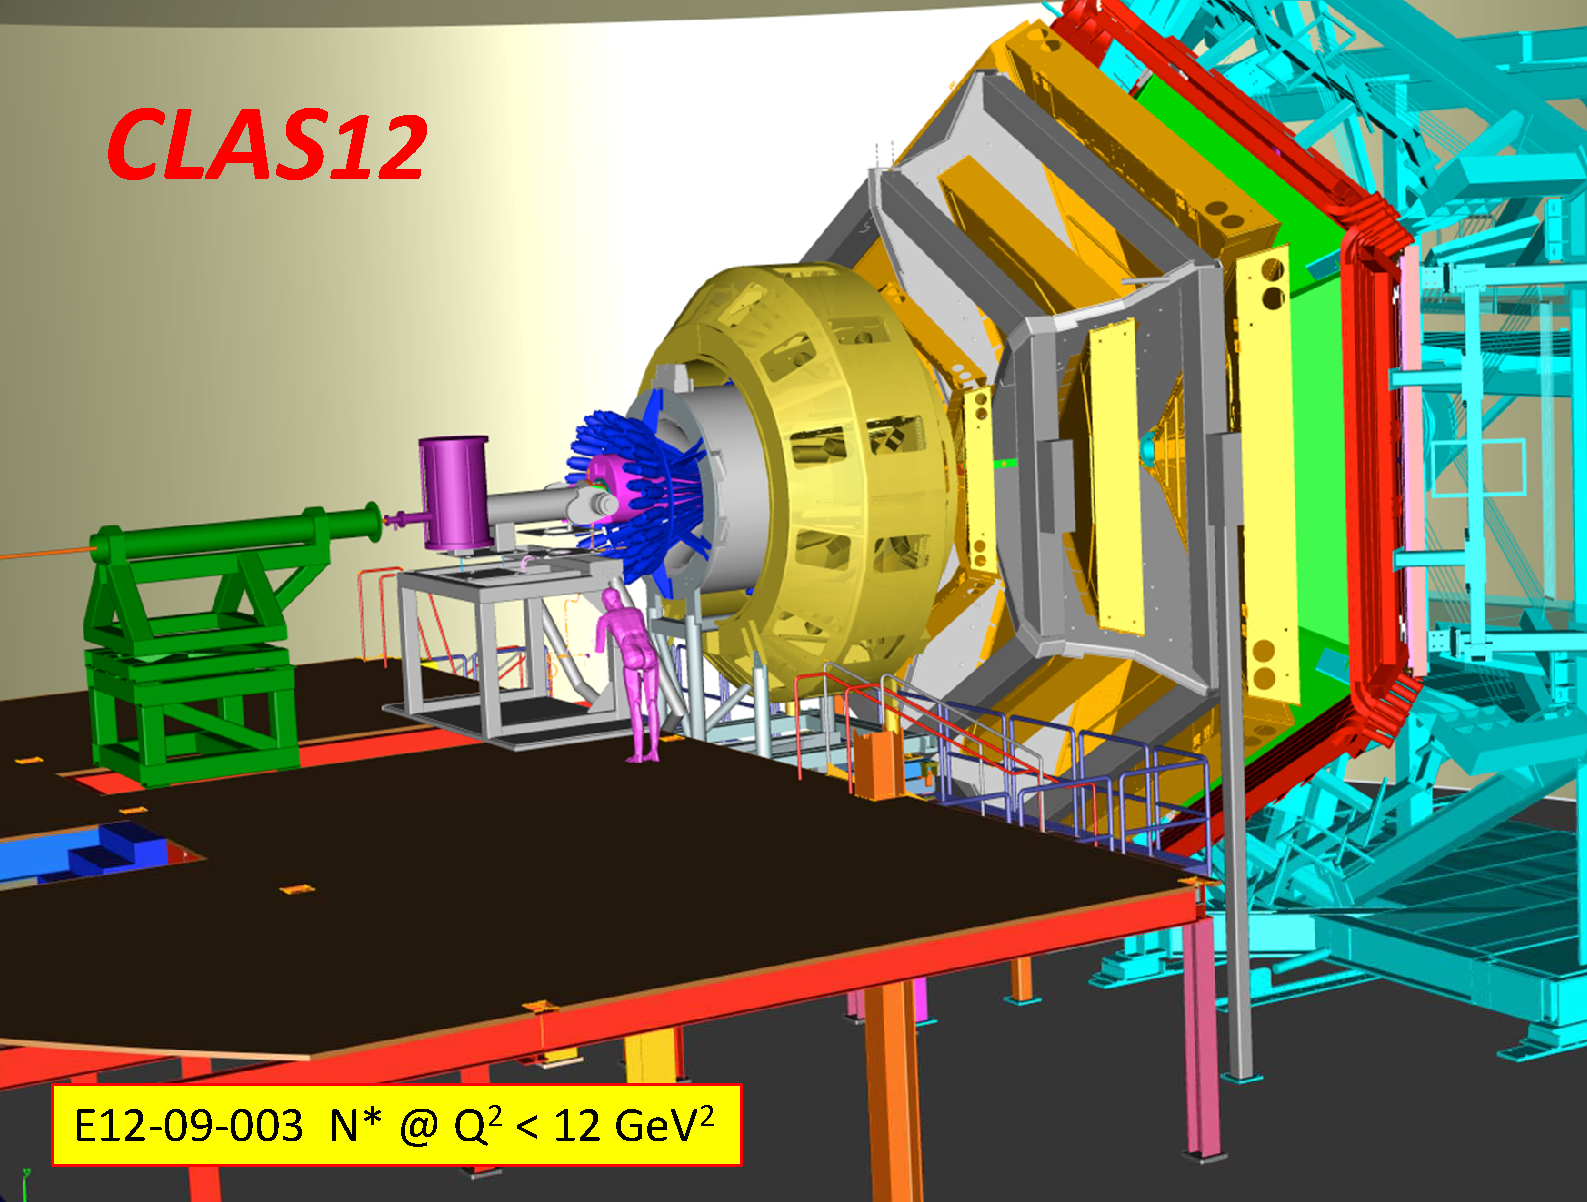 CLAS12
E12-09-003 N* @ Q² < 12 GeV²